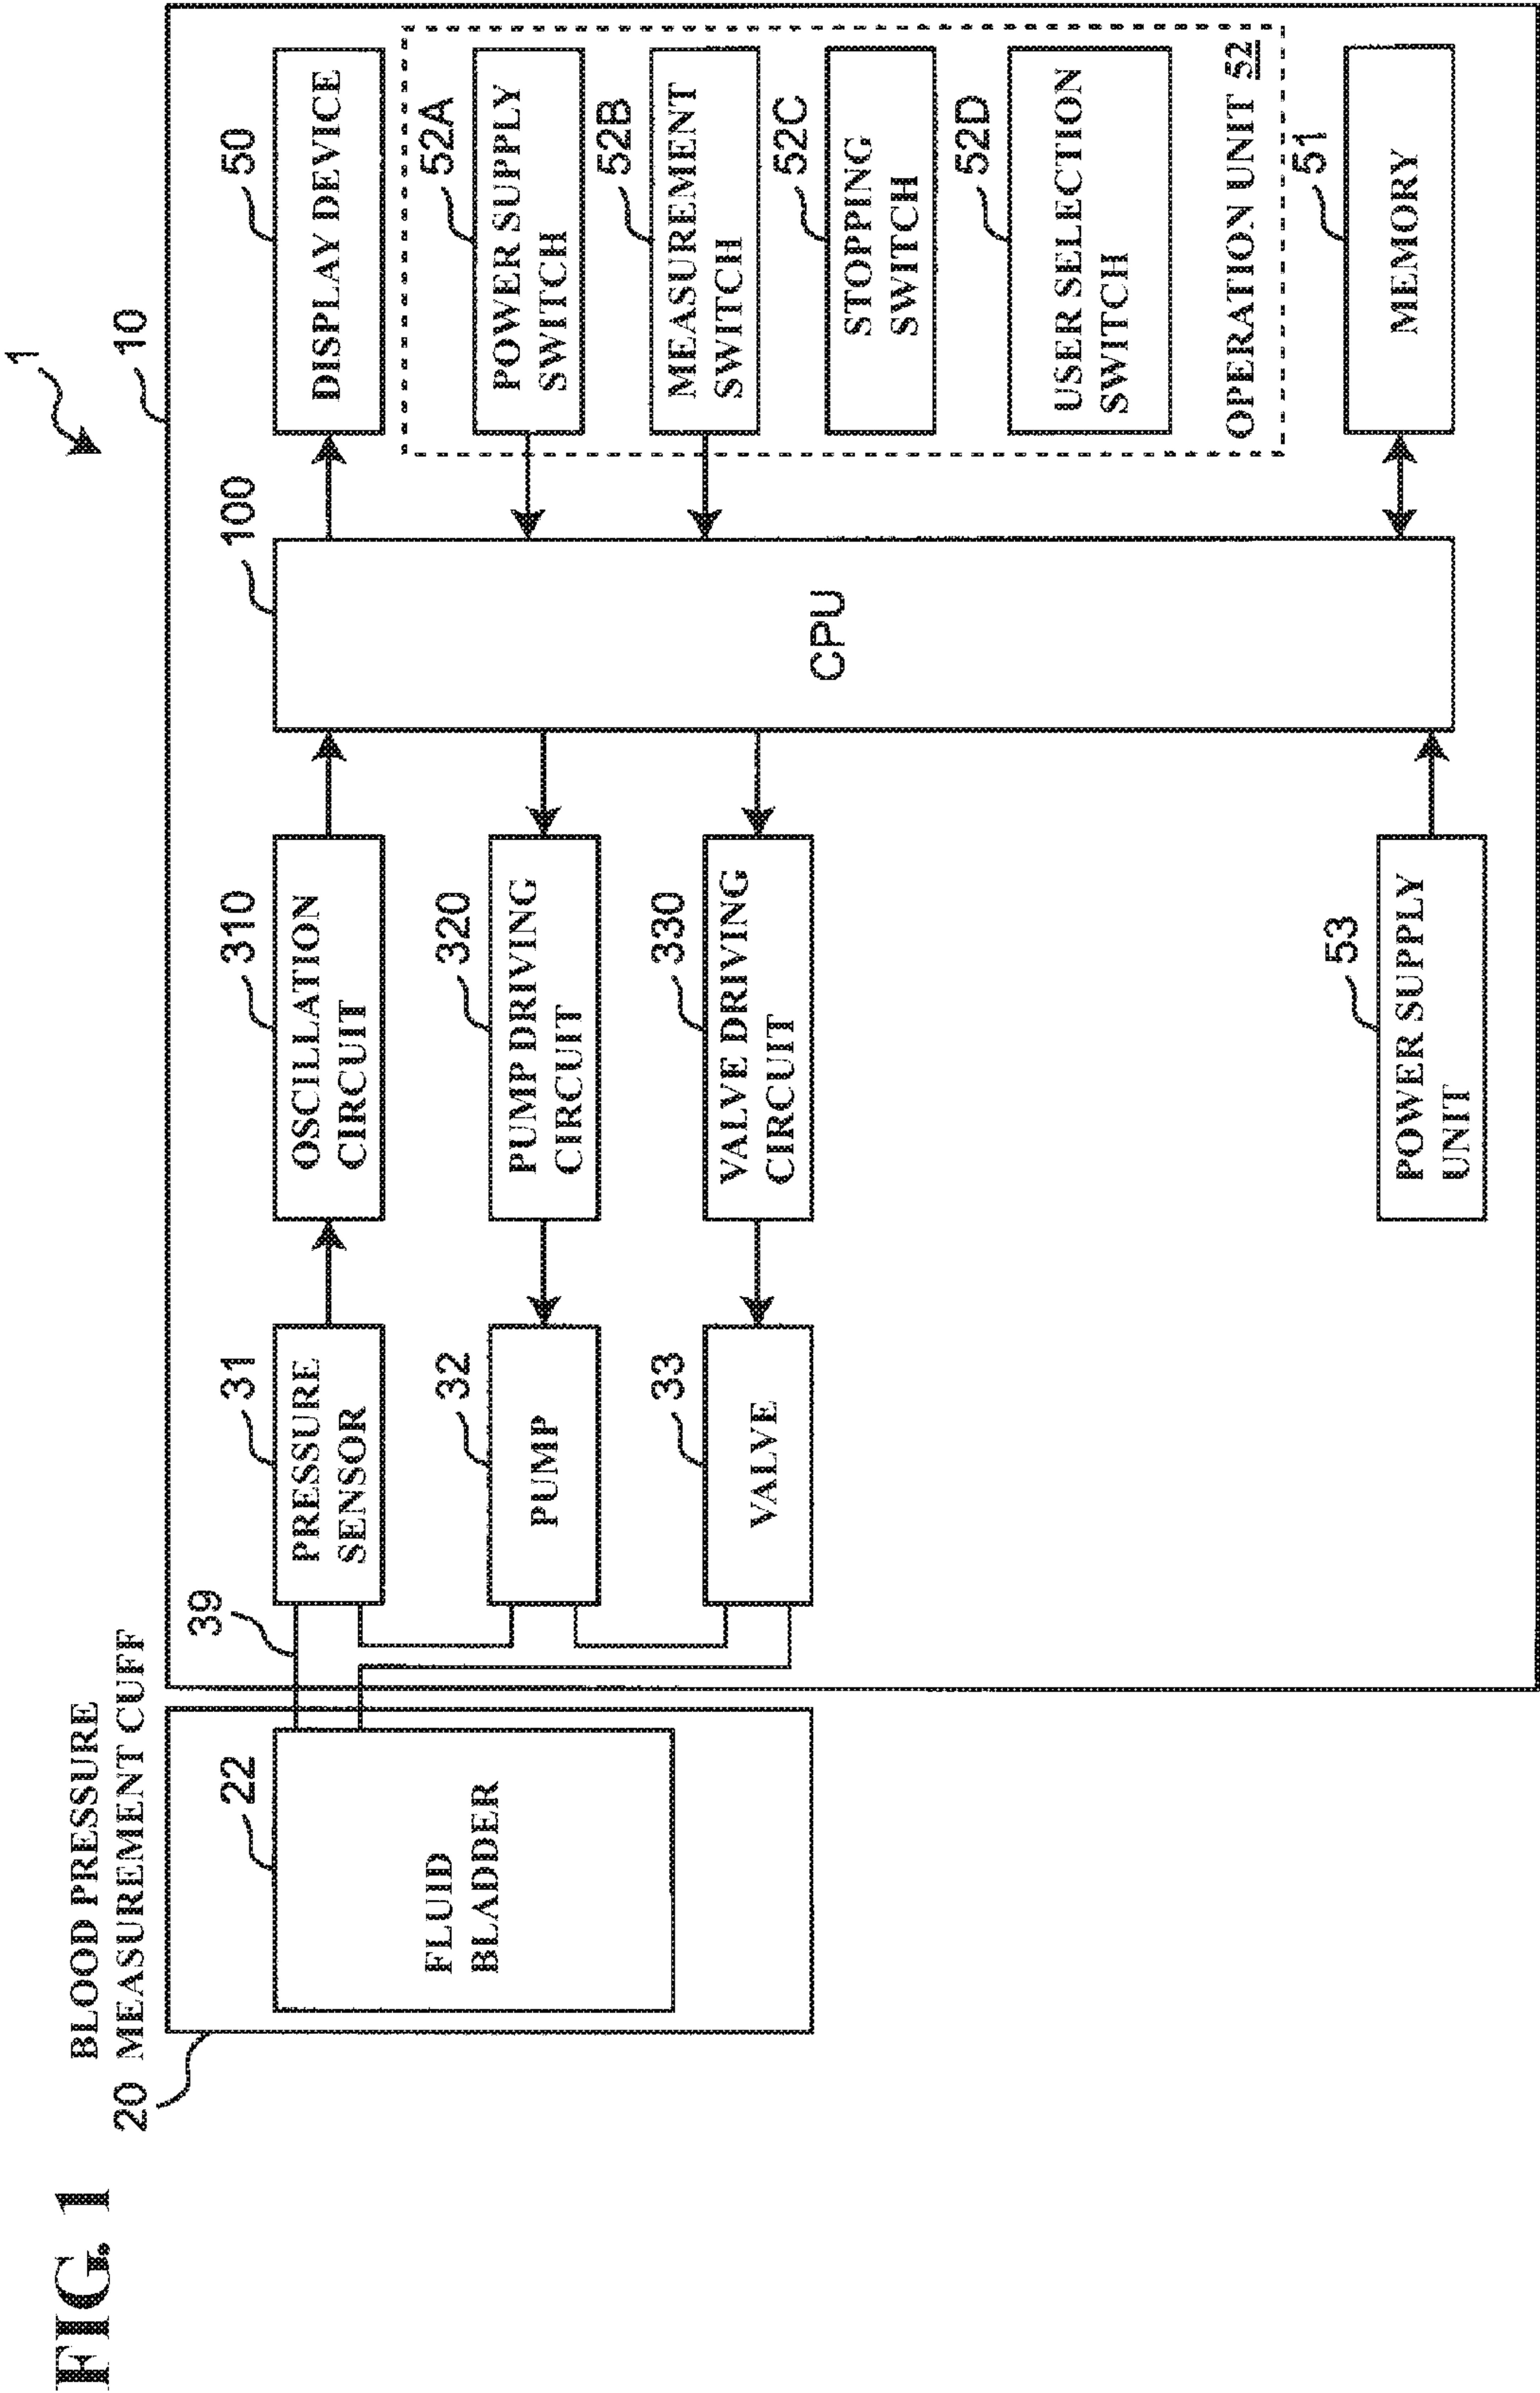 FIG. 1
1
BLOOD PRESSURE
20 MEASUREMENT CUFF
10
39
22
FLUID
BLADDER
31
PRESSURE
SENSOR
310
OSCILLATION
CIRCUIT
100
CPU
50
DISPLAY DEVICE
32
PUMP
320
PUMP DRIVING
CIRCUIT
52A
POWER SUPPLY
SWITCH
33
VALVE
330
VALVE DRIVING
CIRCUIT
52B
MEASUREMENT
SWITCH
52C
STOPPING
SWITCH
52D
USER SELECTION
SWITCH
OPERATION UNIT 52
53
POWER SUPPLY
UNIT
51
MEMORY